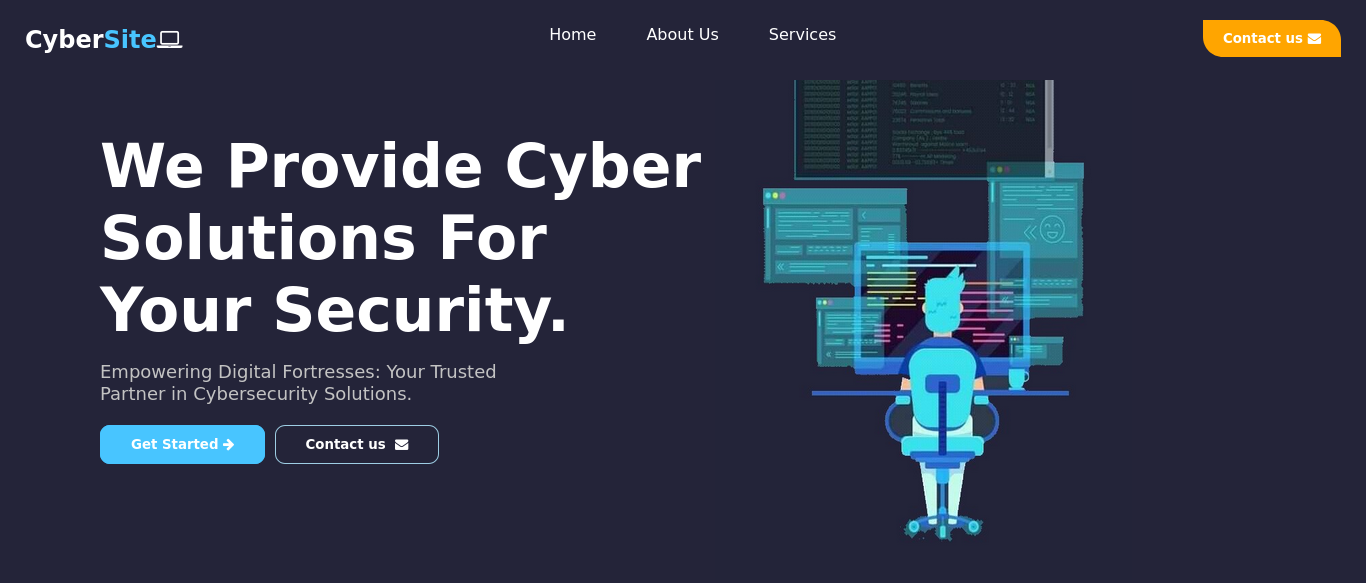 CyberSite
Home
About Us
Services
Contact us
We Provide Cyber
Solutions For
Your Security.
Empowering Digital Fortresses: Your Trusted
Partner in Cybersecurity Solutions.
Get Started
Contact us